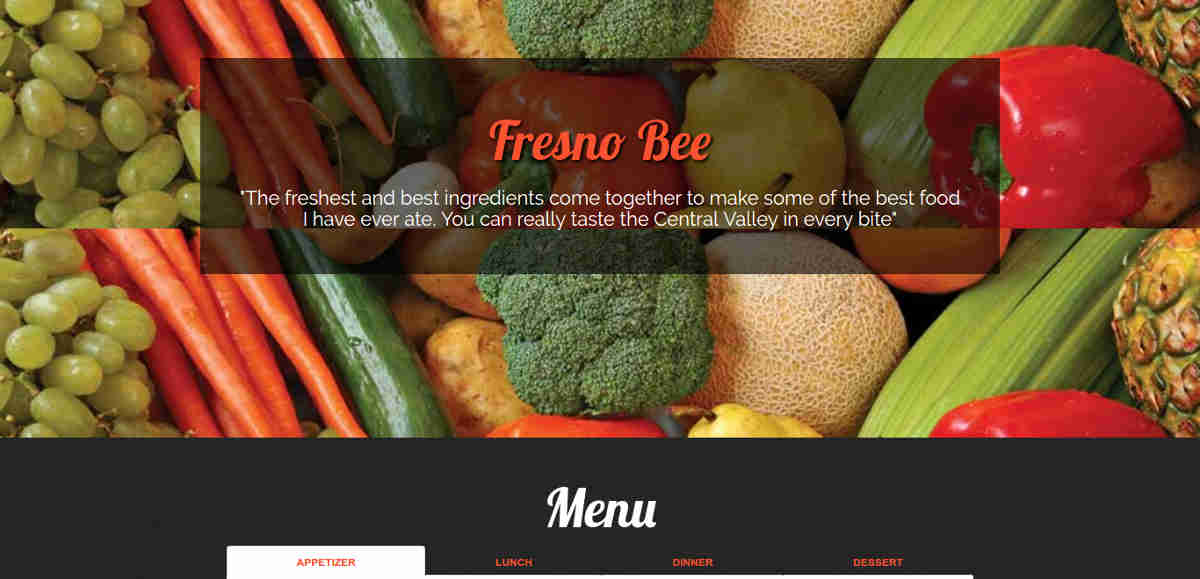 Fresno Bee
"The freshest and best ingredients come together to make some of the best food
I have ever ate. You can really taste the Central Valley in every bite"
Menu
APPETIZER
LUNCH
DINNER
DESSERT